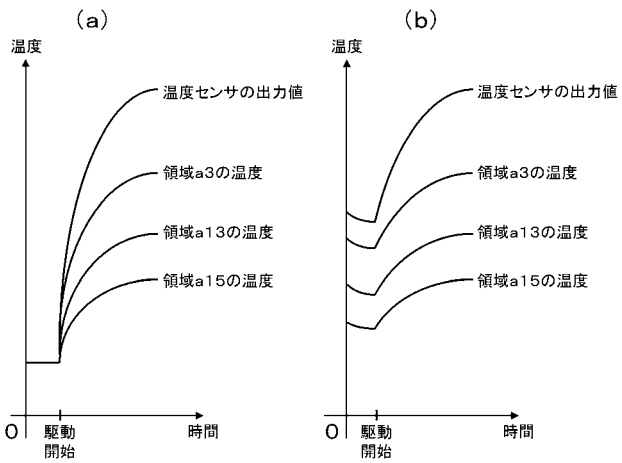 (a)
温度
温度センサの出力値
領域a3の温度
領域a13の温度
領域a15の温度
0
駆動
開始
時間
(b)
温度
温度センサの出力値
領域a3の温度
領域a13の温度
領域a15の温度
0
駆動
開始
時間